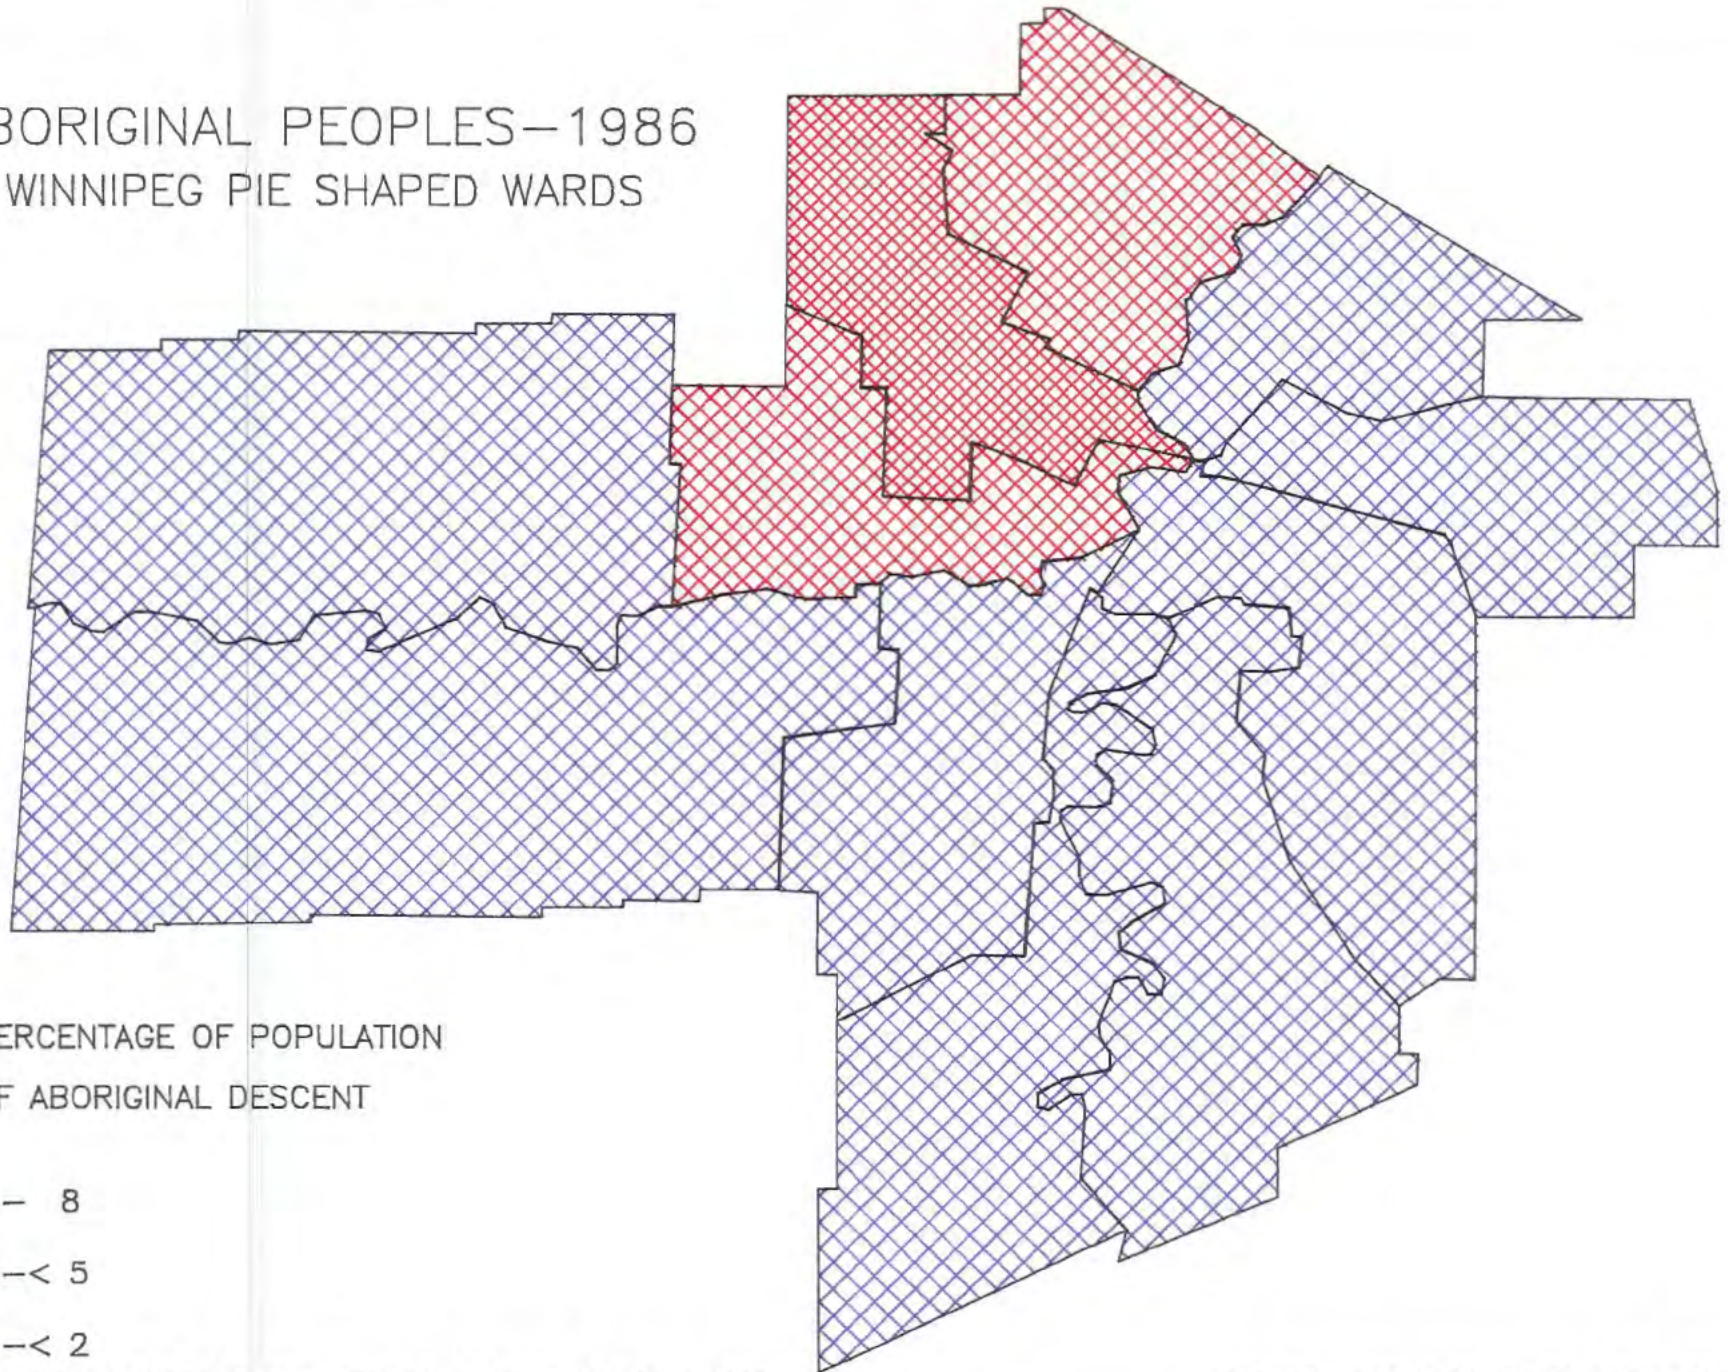 BORIGINAL PEOPLES–1986
WINNIPEG PIE SHAPED WARDS
ERCENTAGE OF POPULATION
F ABORIGINAL DESCENT
– 8
–< 5
–< 2